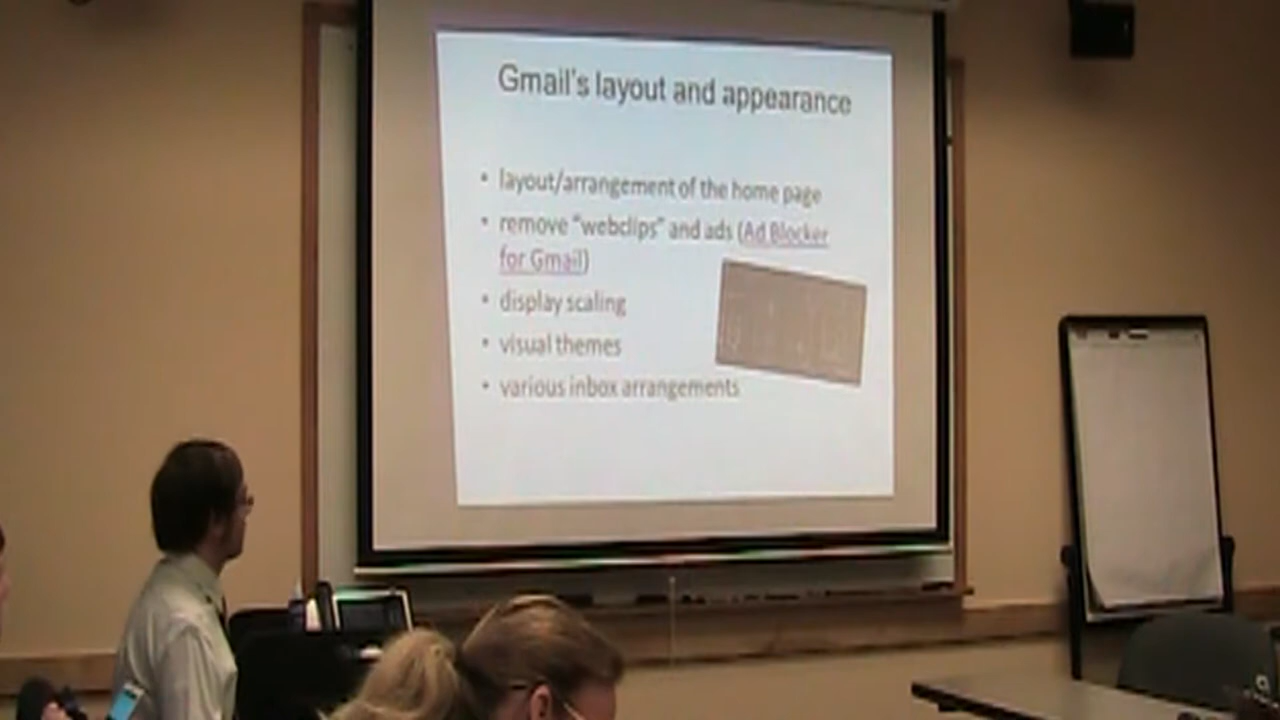 Gmail's layout and appearance
• layout/arrangement of the home page
• remove "webclips" and ads (Ad Blocker
for Gmail)
• display scaling
• visual themes
• various inbox arrangements